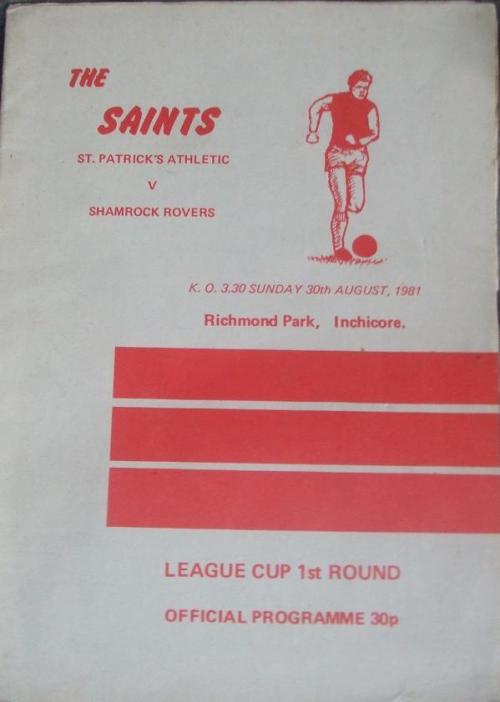 THE
SAINTS
ST. PATRICK'S ATHLETIC
V
SHAMROCK ROVERS
K. O. 3.30 SUNDAY 30th AUGUST, 1981
Richmond Park, Inchicore.
LEAGUE CUP 1st ROUND
OFFICIAL PROGRAMME 30p